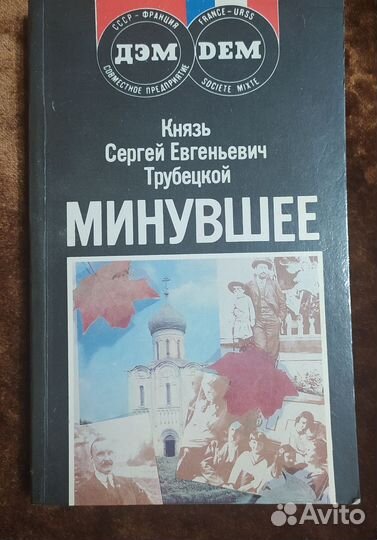 СССР - ФРАНЦИЯ
ДЭМ
СОВМЕСТНОЕ ПРЕДПРИЯТИЕ
FRANCE - URSS
DEM
SOCIETE MIXTE
Князь
Сергей Евгеньевич
Трубецкой
МИНУВШЕЕ
Avito